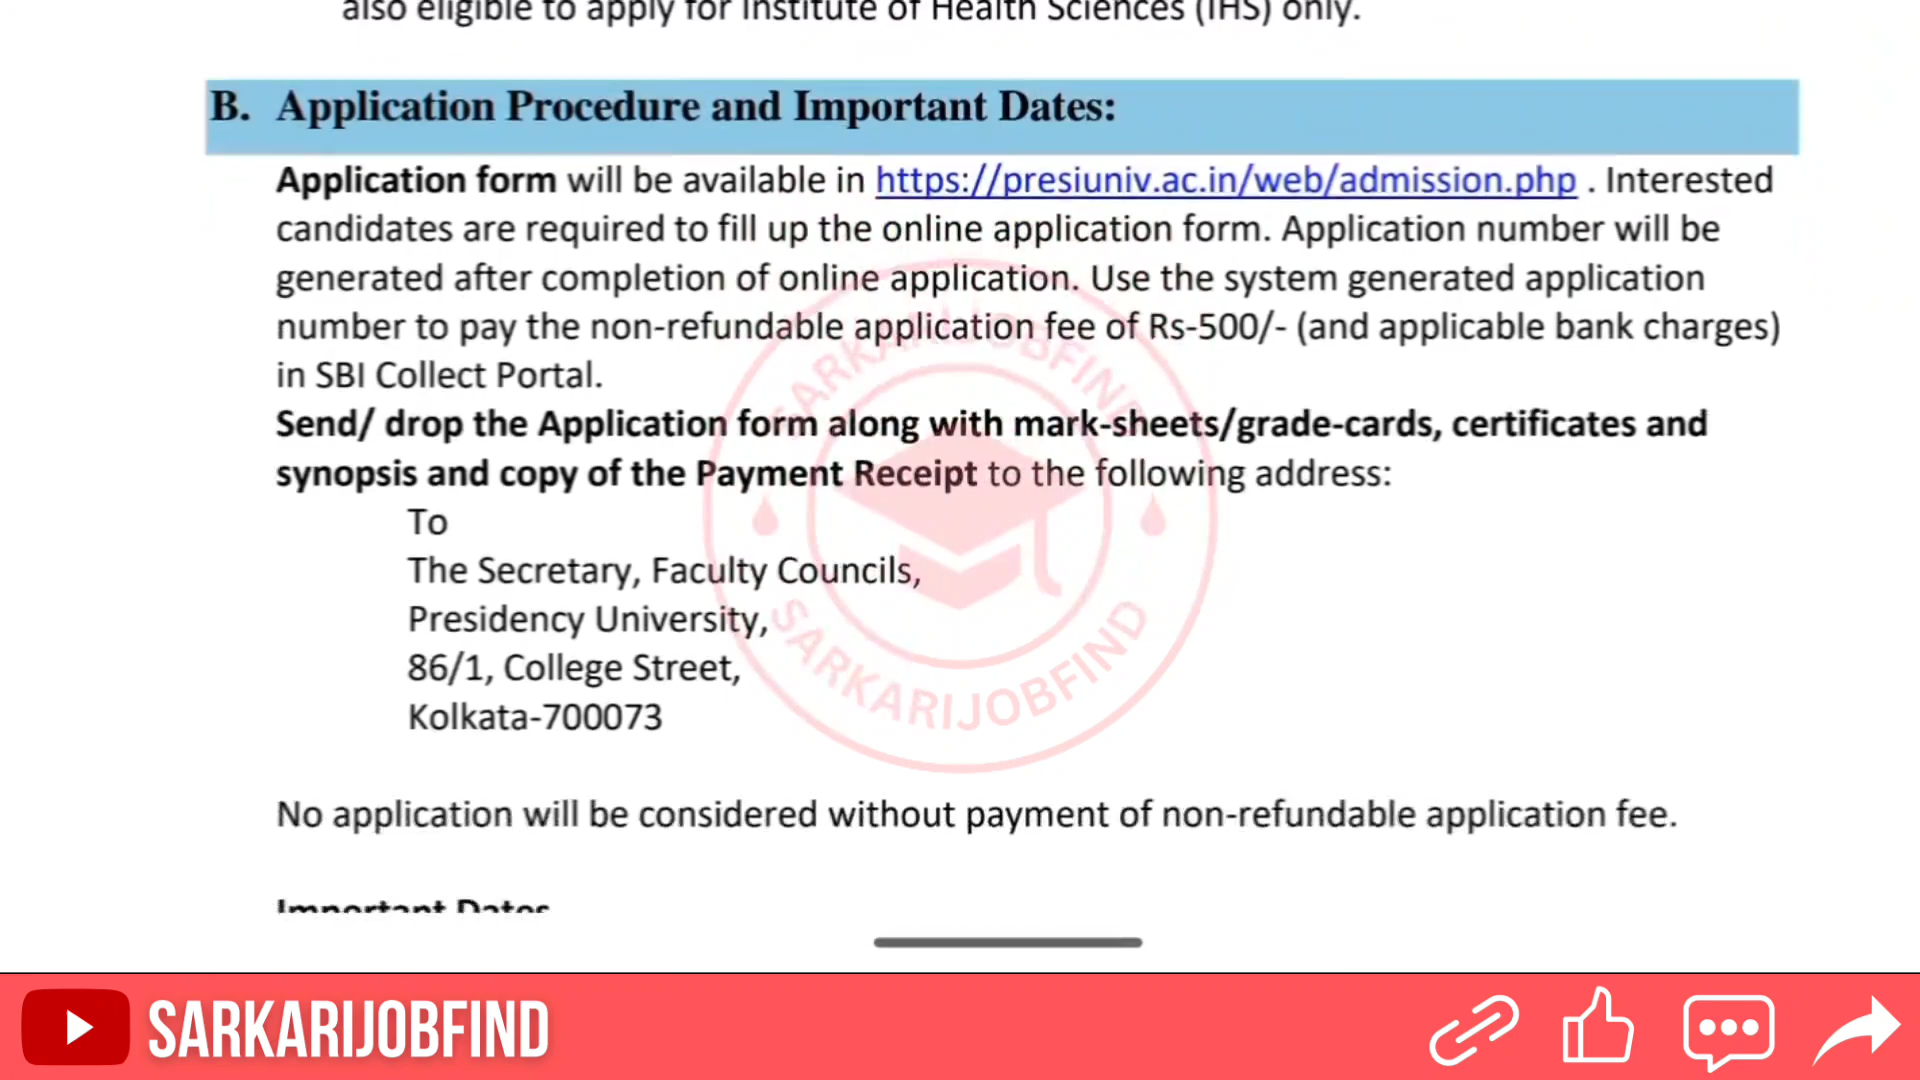 also eligible to apply for Institute of Health Sciences (IHS) only.
B. Application Procedure and Important Dates:
Application form will be available in https://presiuniv.ac.in/web/admission.php . Interested
candidates are required to fill up the online application form. Application number will be
generated after completion of online application. Use the system generated application
number to pay the non-refundable application fee of Rs-500/- (and applicable bank charges)
in SBI Collect Portal.
Send/ drop the Application form along with mark-sheets/grade-cards, certificates and
synopsis and copy of the Payment Receipt to the following address:
To
The Secretary, Faculty Councils,
Presidency University,
86/1, College Street,
Kolkata-700073
SARKARIJOBFIND
SARKARIJOBFIND
No application will be considered without payment of non-refundable application fee.
Important Dates
SARKARIJOBFIND